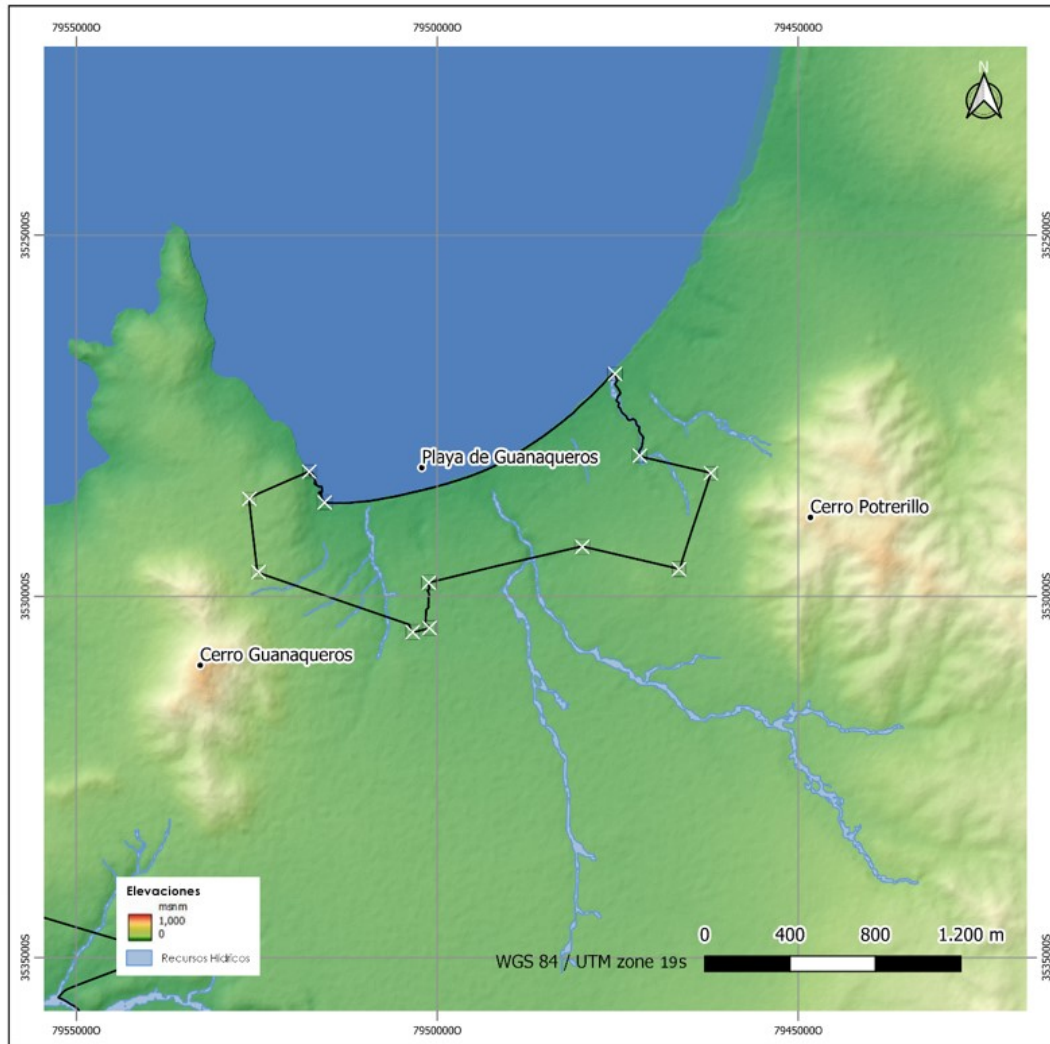 7955000O 7950000O 7945000O
N
3525000S 3525000S
Playa de Guanaqueros
Cerro Potrerillo
3530000S 3530000S
Cerro Guanaqueros
Elevaciones
msnm
1,000
0
Recursos Hídricos
0 400 800 1.200 m
WGS 84 / UTM zone 19s
3535000S 3535000S
7955000O 7950000O 7945000O